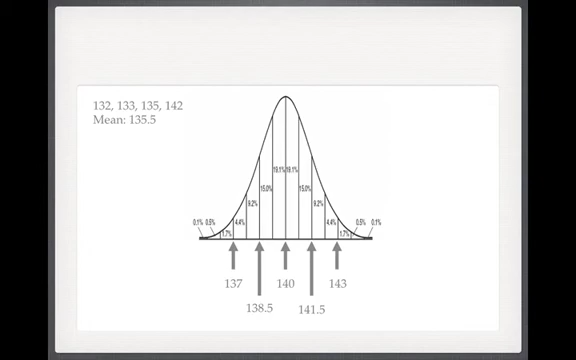 132, 133, 135, 142
Mean: 135.5
19.1% 19.1%
15.0% 15.0%
9.2% 9.2%
0.1% 0.5% 4.4% 4.4% 0.5% 0.1%
1.7% 1.7%
137 140 143
138.5 141.5